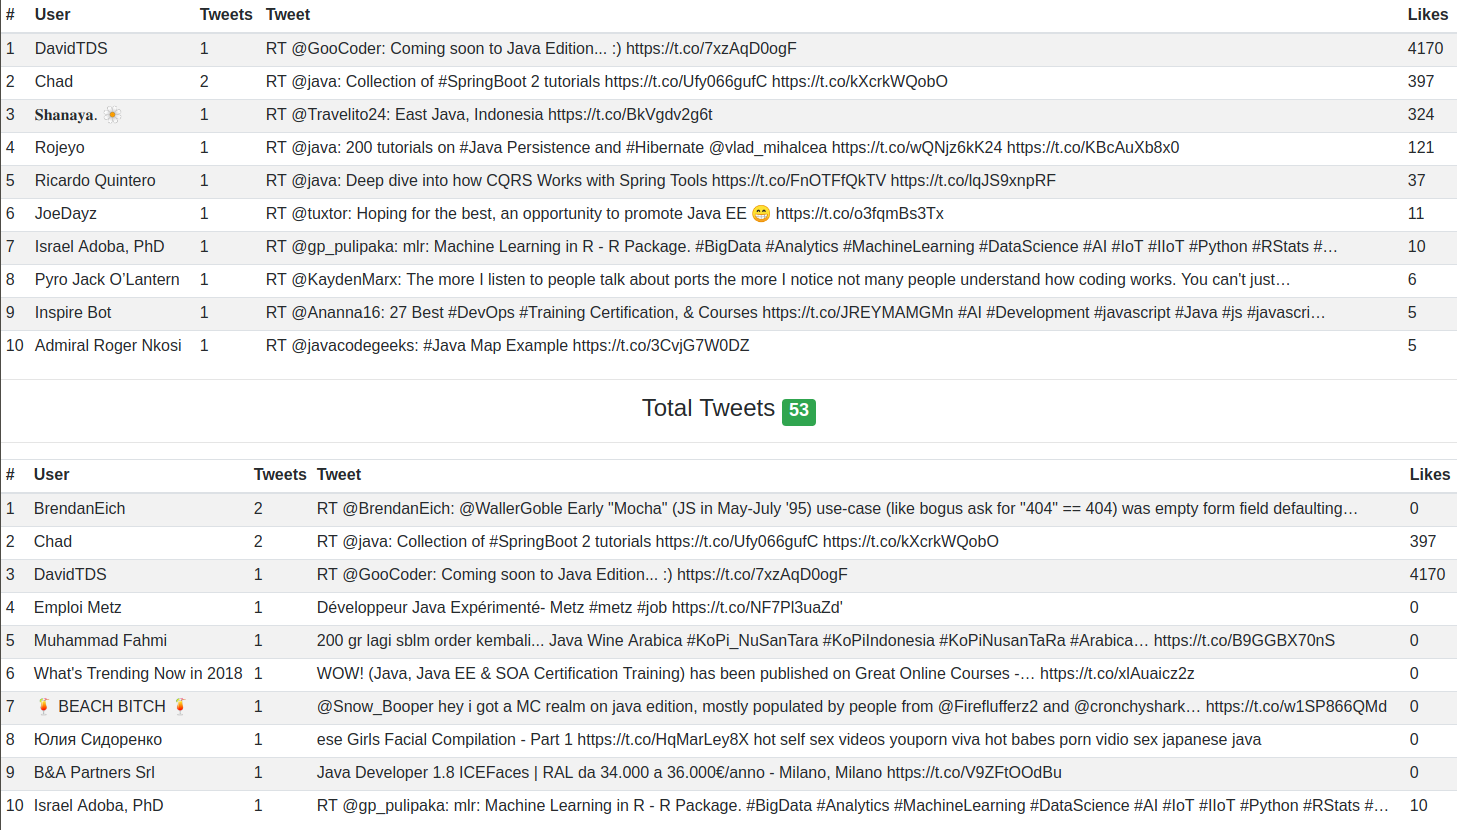 # User Tweets Tweet Likes
1 DavidTDS 1 RT @GooCoder: Coming soon to Java Edition... :) https://t.co/7xzAqD0ogF 4170
2 Chad 2 RT @java: Collection of #SpringBoot 2 tutorials https://t.co/Ufy066gufC https://t.co/kXcrkWQobO 397
3 𝐒𝐡𝐚𝐧𝐚𝐲𝐚. 🌼 1 RT @Travelito24: East Java, Indonesia https://t.co/BkVgdv2g6t 324
4 Rojeyo 1 RT @java: 200 tutorials on #Java Persistence and #Hibernate @vlad_mihalcea https://t.co/wQNjz6kK24 https://t.co/KBcAuXb8x0 121
5 Ricardo Quintero 1 RT @java: Deep dive into how CQRS Works with Spring Tools https://t.co/FnOTFfQkTV https://t.co/lqJS9xnpRF 37
6 JoeDayz 1 RT @tuxtor: Hoping for the best, an opportunity to promote Java EE 😁 https://t.co/o3fqmBs3Tx 11
7 Israel Adoba, PhD 1 RT @gp_pulipaka: mlr: Machine Learning in R - R Package. #BigData #Analytics #MachineLearning #DataScience #AI #IoT #IIoT #Python #RStats #… 10
8 Pyro Jack O’Lantern 1 RT @KaydenMarx: The more I listen to people talk about ports the more I notice not many people understand how coding works. You can't just… 6
9 Inspire Bot 1 RT @Ananna16: 27 Best #DevOps #Training Certification, & Courses https://t.co/JREYMAMGMn #AI #Development #javascript #Java #js #javascri… 5
10 Admiral Roger Nkosi 1 RT @javacodegeeks: #Java Map Example https://t.co/3CvjG7W0DZ 5
Total Tweets 53
# User Tweets Tweet Likes
1 BrendanEich 2 RT @BrendanEich: @WallerGoble Early "Mocha" (JS in May-July '95) use-case (like bogus ask for "404" == 404) was empty form field defaulting… 0
2 Chad 2 RT @java: Collection of #SpringBoot 2 tutorials https://t.co/Ufy066gufC https://t.co/kXcrkWQobO 397
3 DavidTDS 1 RT @GooCoder: Coming soon to Java Edition... :) https://t.co/7xzAqD0ogF 4170
4 Emploi Metz 1 Développeur Java Expérimenté- Metz #metz #job https://t.co/NF7Pl3uaZd' 0
5 Muhammad Fahmi 1 200 gr lagi sblm order kembali... Java Wine Arabica #KoPi_NuSanTara #KoPiIndonesia #KoPiNusanTaRa #Arabica… https://t.co/B9GGBX70nS 0
6 What's Trending Now in 2018 1 WOW! (Java, Java EE & SOA Certification Training) has been published on Great Online Courses -… https://t.co/xlAuaicz2z 0
7 🍹 BEACH BITCH 🍹 1 @Snow_Booper hey i got a MC realm on java edition, mostly populated by people from @Fireflufferz2 and @cronchyshark… https://t.co/w1SP866QMd 0
8 Юлия Сидоренко 1 ese Girls Facial Compilation - Part 1 https://t.co/HqMarLey8X hot self sex videos youporn viva hot babes porn vidio sex japanese java 0
9 B&A Partners Srl 1 Java Developer 1.8 ICEFaces | RAL da 34.000 a 36.000€/anno - Milano, Milano https://t.co/V9ZFtOOdBu 0
10 Israel Adoba, PhD 1 RT @gp_pulipaka: mlr: Machine Learning in R - R Package. #BigData #Analytics #MachineLearning #DataScience #AI #IoT #IIoT #Python #RStats #… 10